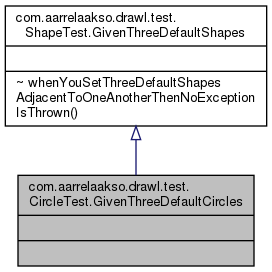 com.aarrelaakso.drawl.test.
ShapeTest.GivenThreeDefaultShapes
~ whenYouSetThreeDefaultShapes
AdjacentToOneAnotherThenNoException
IsThrown()
com.aarrelaakso.drawl.test.
CircleTest.GivenThreeDefaultCircles